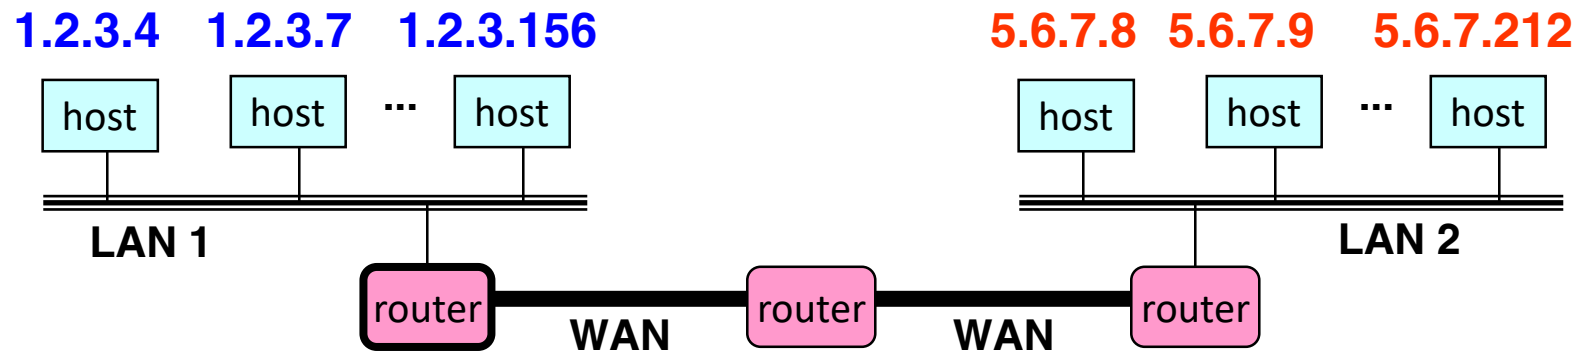 1.2.3.4 1.2.3.7 1.2.3.156 5.6.7.8 5.6.7.9 5.6.7.212
host host ... host host host ... host
LAN 1 LAN 2
router router router
WAN WAN